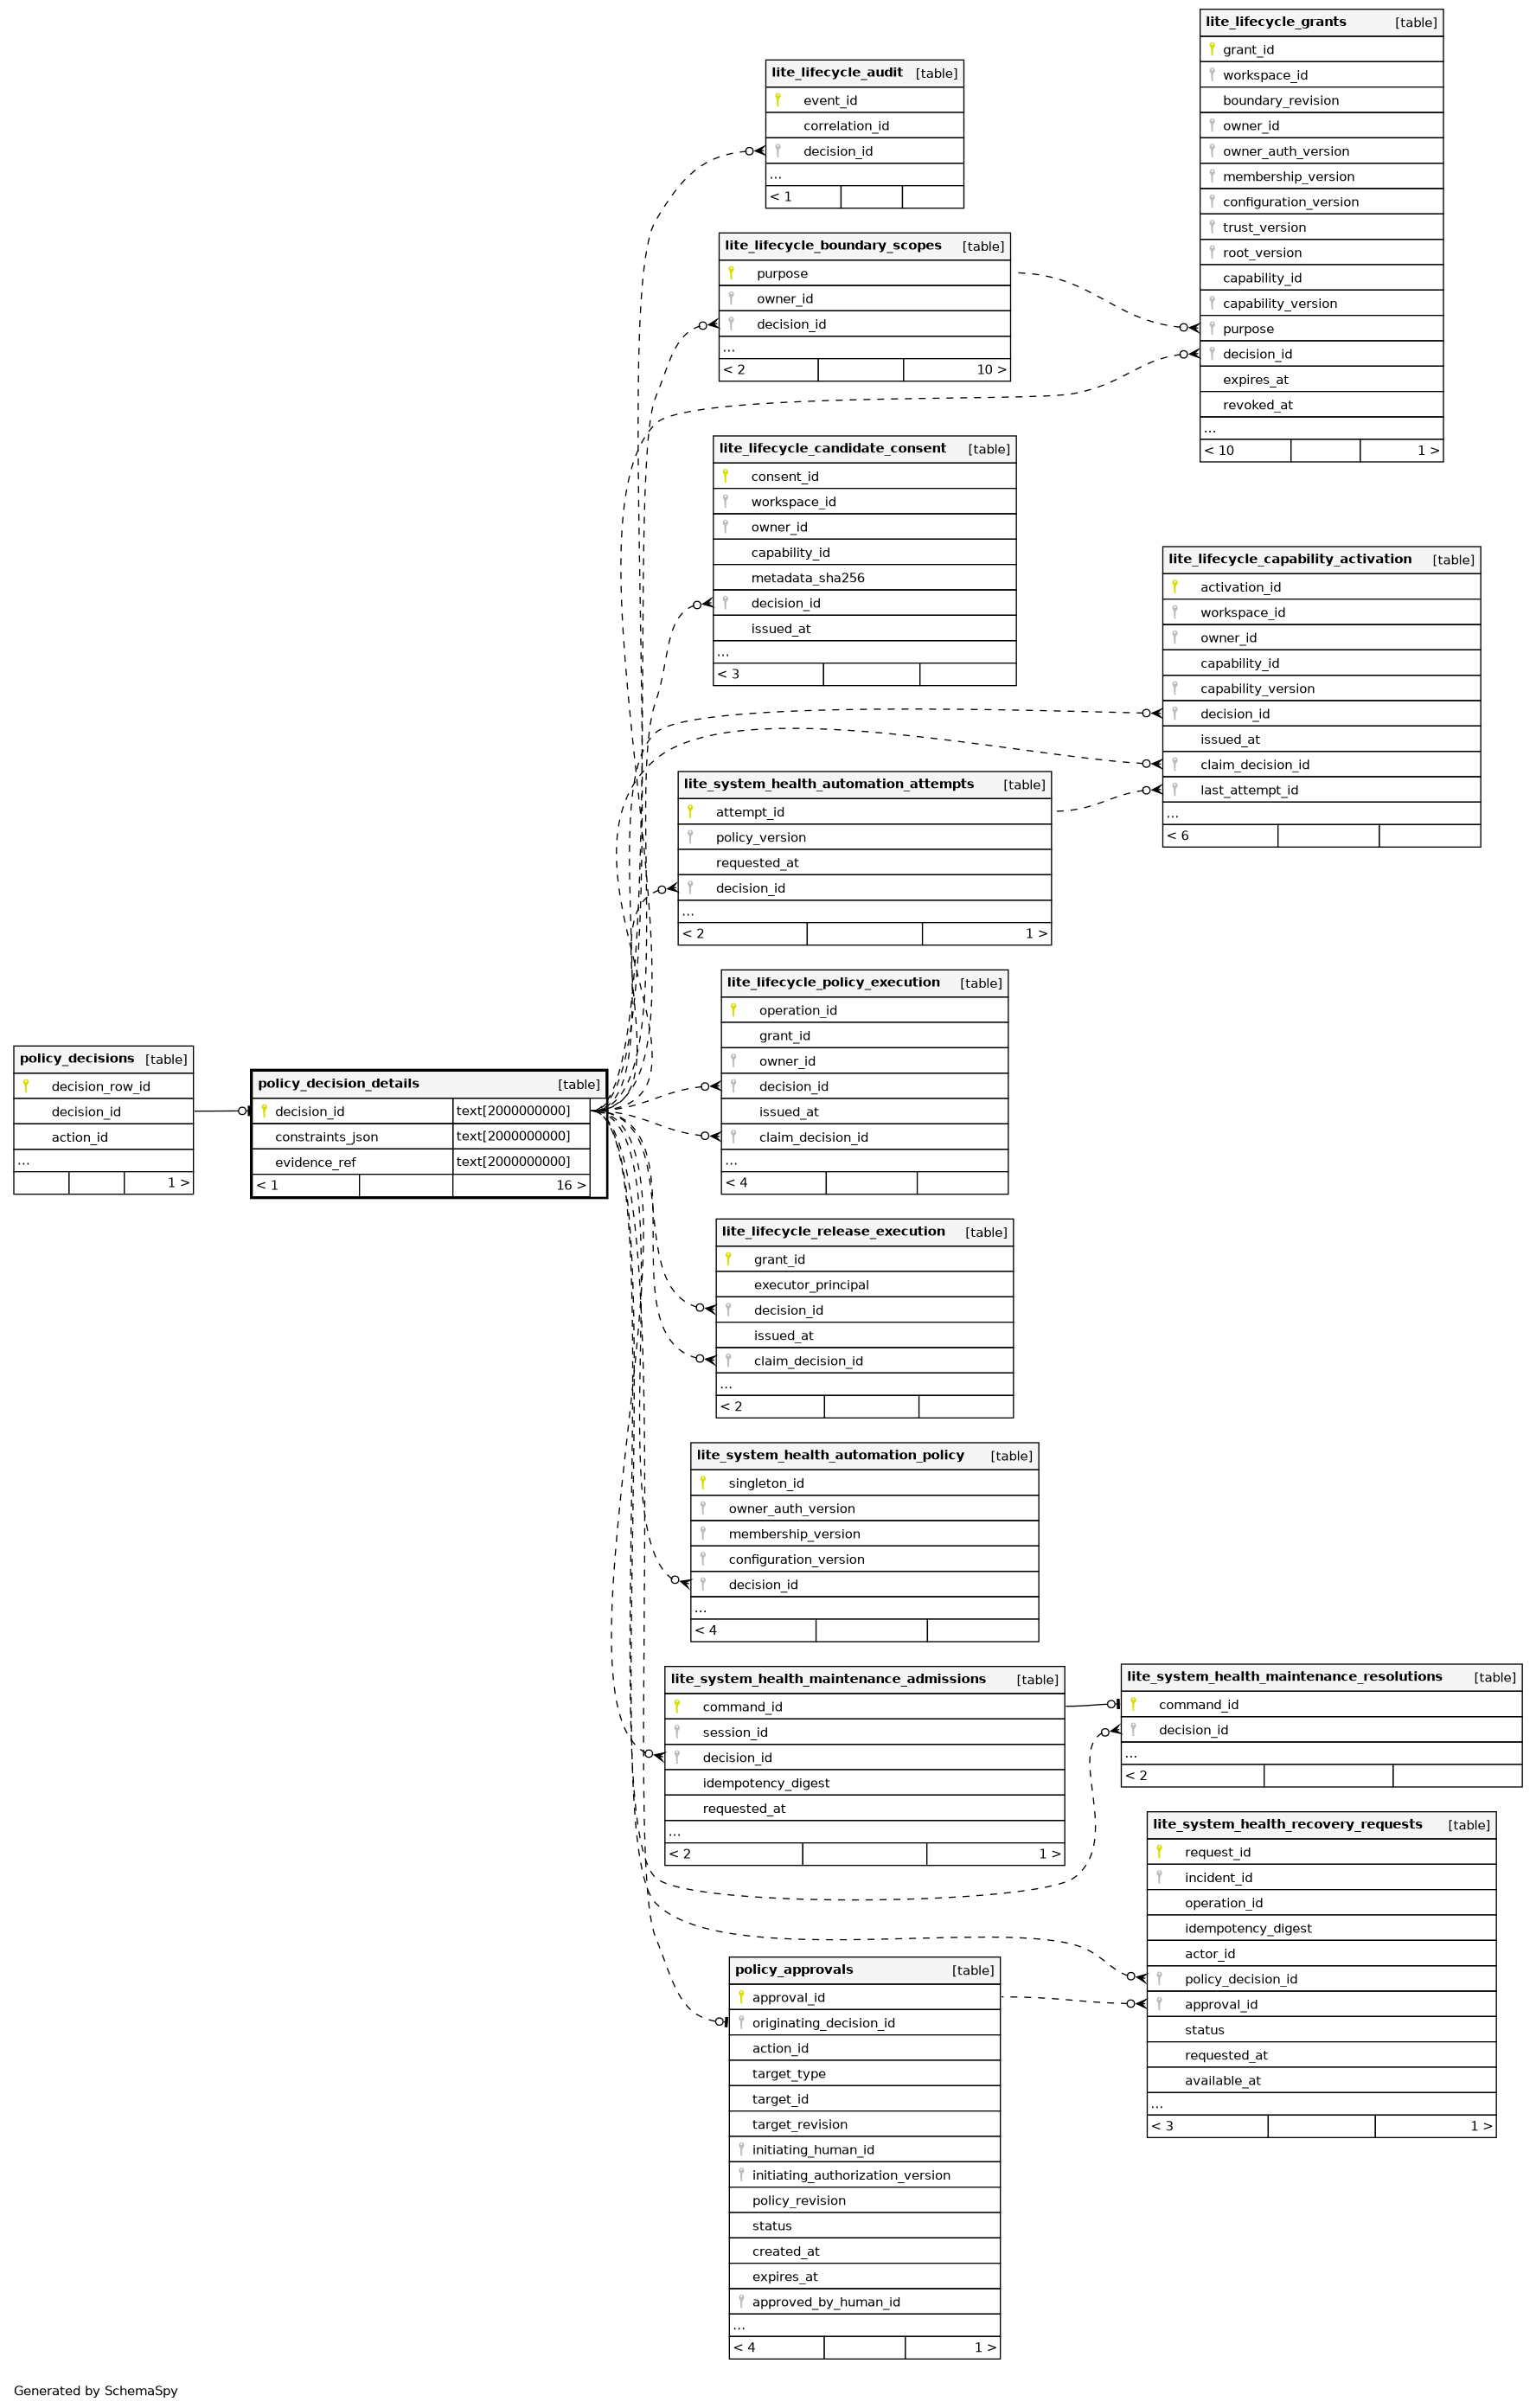 lite_lifecycle_grants [table]
grant_id
workspace_id
boundary_revision
owner_id
owner_auth_version
membership_version
configuration_version
trust_version
root_version
capability_id
capability_version
purpose
decision_id
expires_at
revoked_at
...
< 10 1 >
lite_lifecycle_audit [table]
event_id
correlation_id
decision_id
...
< 1
lite_lifecycle_boundary_scopes [table]
purpose
owner_id
decision_id
...
< 2 10 >
lite_lifecycle_candidate_consent [table]
consent_id
workspace_id
owner_id
capability_id
metadata_sha256
decision_id
issued_at
...
< 3
lite_lifecycle_capability_activation [table]
activation_id
workspace_id
owner_id
capability_id
capability_version
decision_id
issued_at
claim_decision_id
last_attempt_id
...
< 6
lite_system_health_automation_attempts [table]
attempt_id
policy_version
requested_at
decision_id
...
< 2 1 >
lite_lifecycle_policy_execution [table]
operation_id
grant_id
owner_id
decision_id
issued_at
claim_decision_id
...
< 4
policy_decisions [table]
decision_row_id
decision_id
action_id
...
1 >
policy_decision_details [table]
decision_id text[2000000000]
constraints_json text[2000000000]
evidence_ref text[2000000000]
< 1 16 >
lite_lifecycle_release_execution [table]
grant_id
executor_principal
decision_id
issued_at
claim_decision_id
...
< 2
lite_system_health_automation_policy [table]
singleton_id
owner_auth_version
membership_version
configuration_version
decision_id
...
< 4
lite_system_health_maintenance_admissions [table]
command_id
session_id
decision_id
idempotency_digest
requested_at
...
< 2 1 >
lite_system_health_maintenance_resolutions [table]
command_id
decision_id
...
< 2
lite_system_health_recovery_requests [table]
request_id
incident_id
operation_id
idempotency_digest
actor_id
policy_decision_id
approval_id
status
requested_at
available_at
...
< 3 1 >
policy_approvals [table]
approval_id
originating_decision_id
action_id
target_type
target_id
target_revision
initiating_human_id
initiating_authorization_version
policy_revision
status
created_at
expires_at
approved_by_human_id
...
< 4 1 >
Generated by SchemaSpy